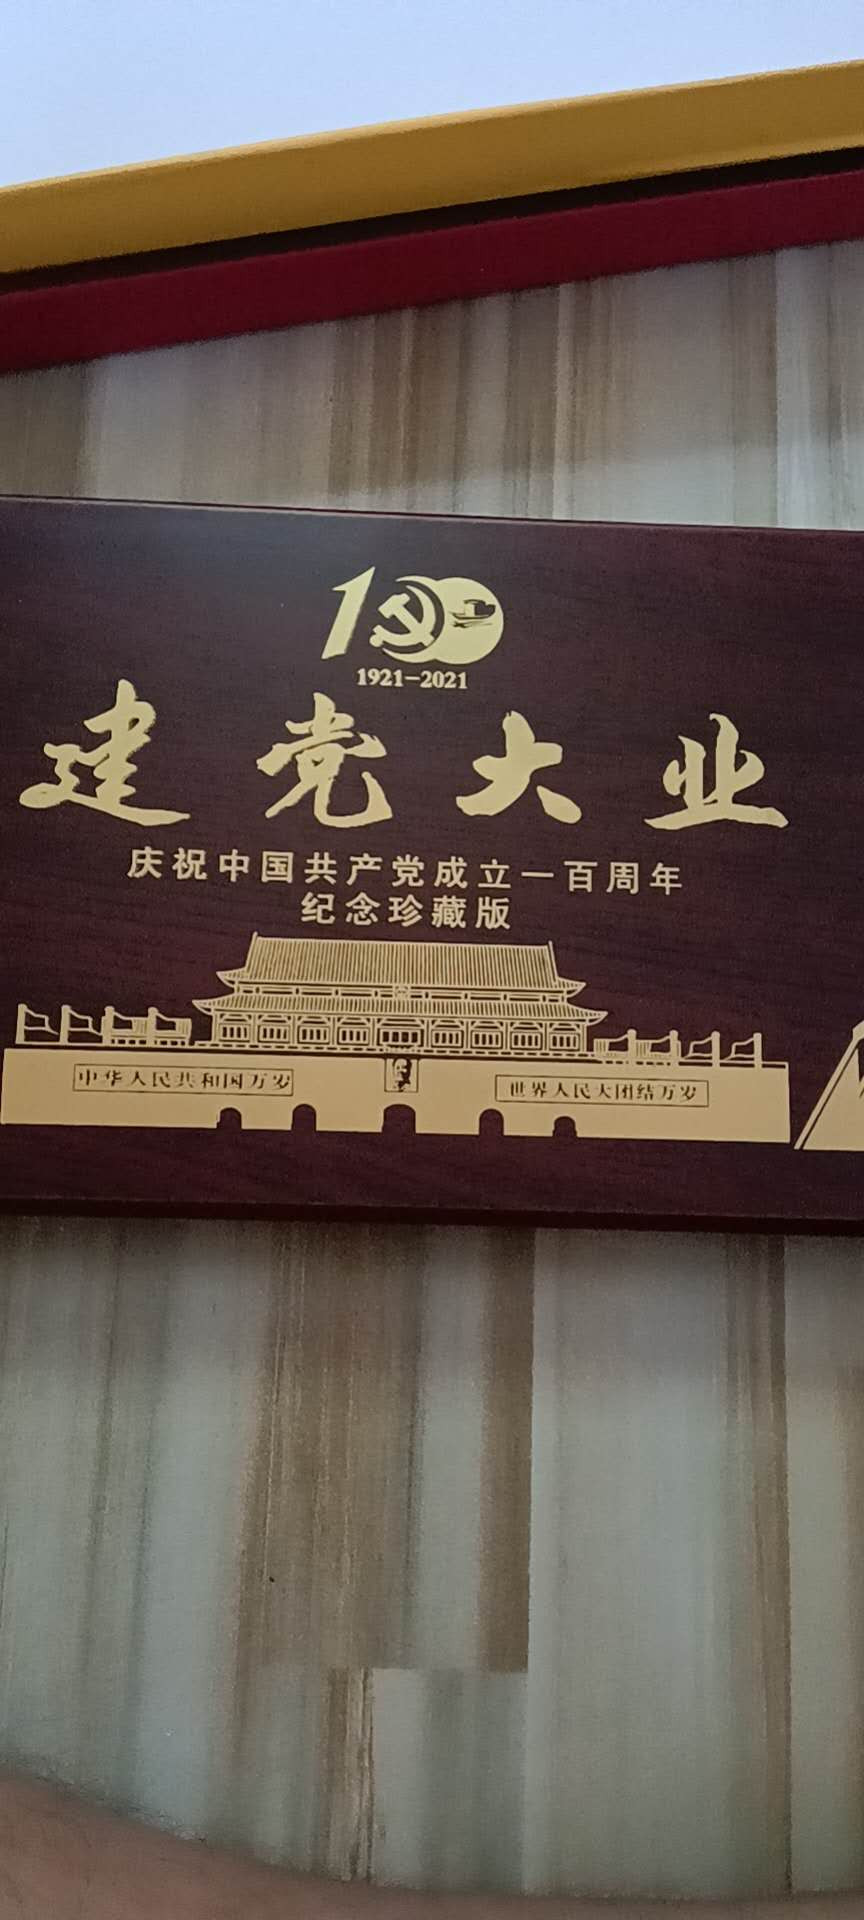 100
1921-2021
建党大业
庆祝中国共产党成立一百周年
纪念珍藏版
中华人民共和国万岁
世界人民大团结万岁